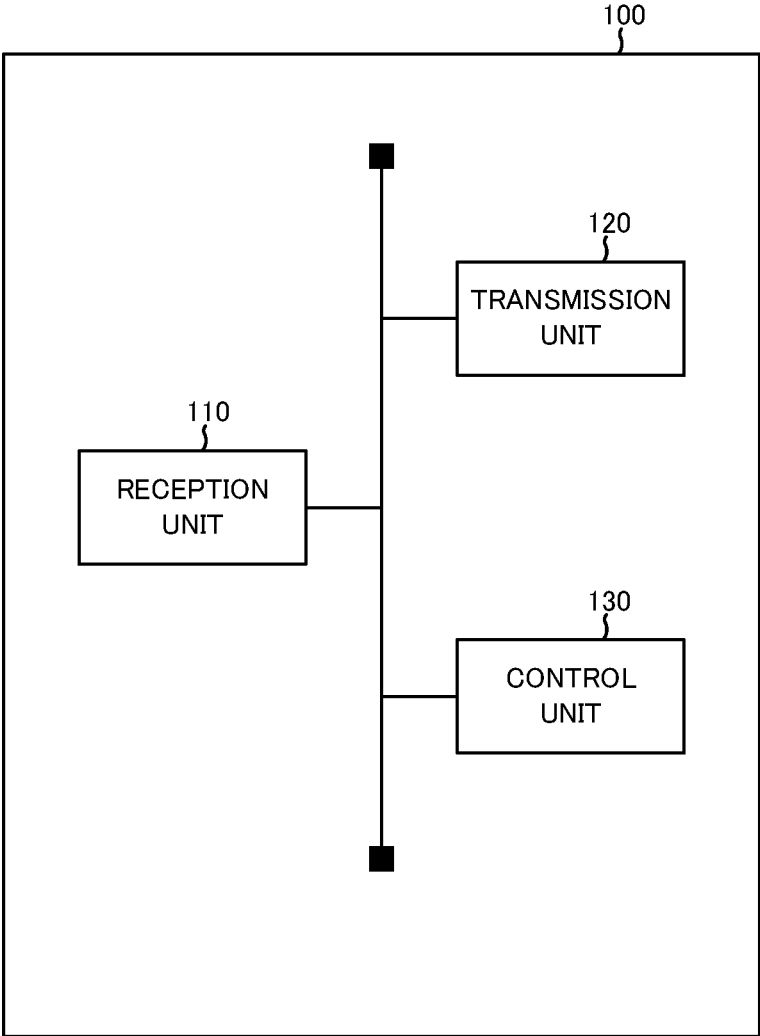 100
120
TRANSMISSION
UNIT
110
RECEPTION
UNIT
130
CONTROL
UNIT